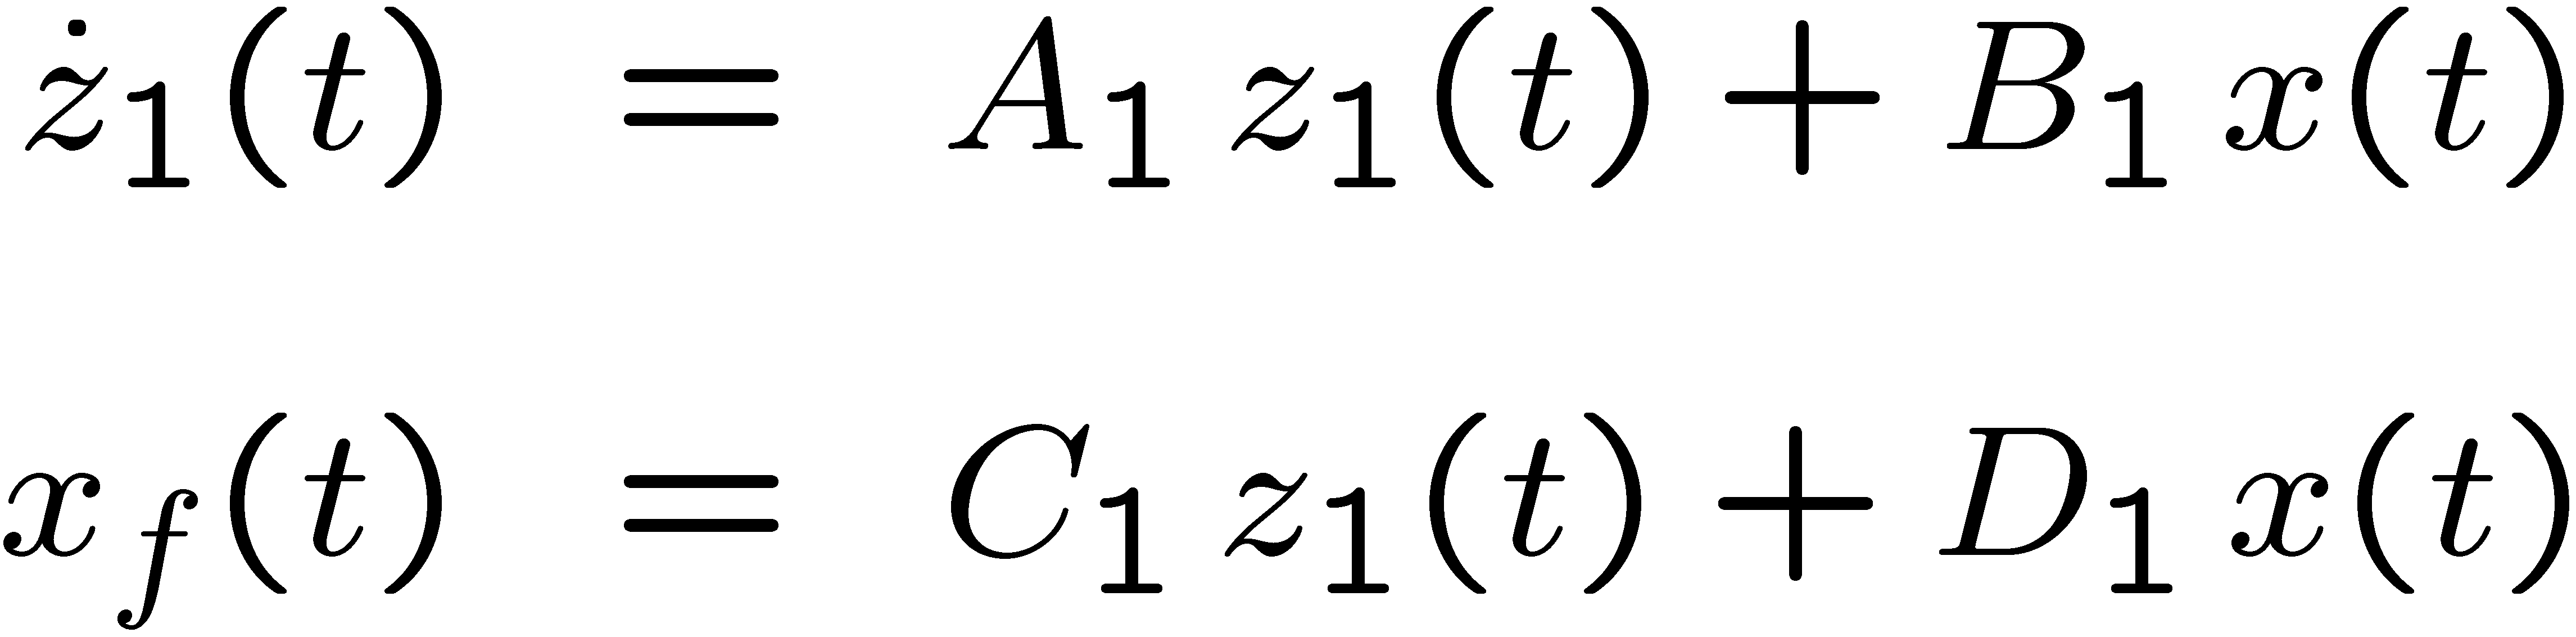 ż₁(t) = A₁ z₁(t) + B₁ x(t)
x_f(t) = C₁ z₁(t) + D₁ x(t)